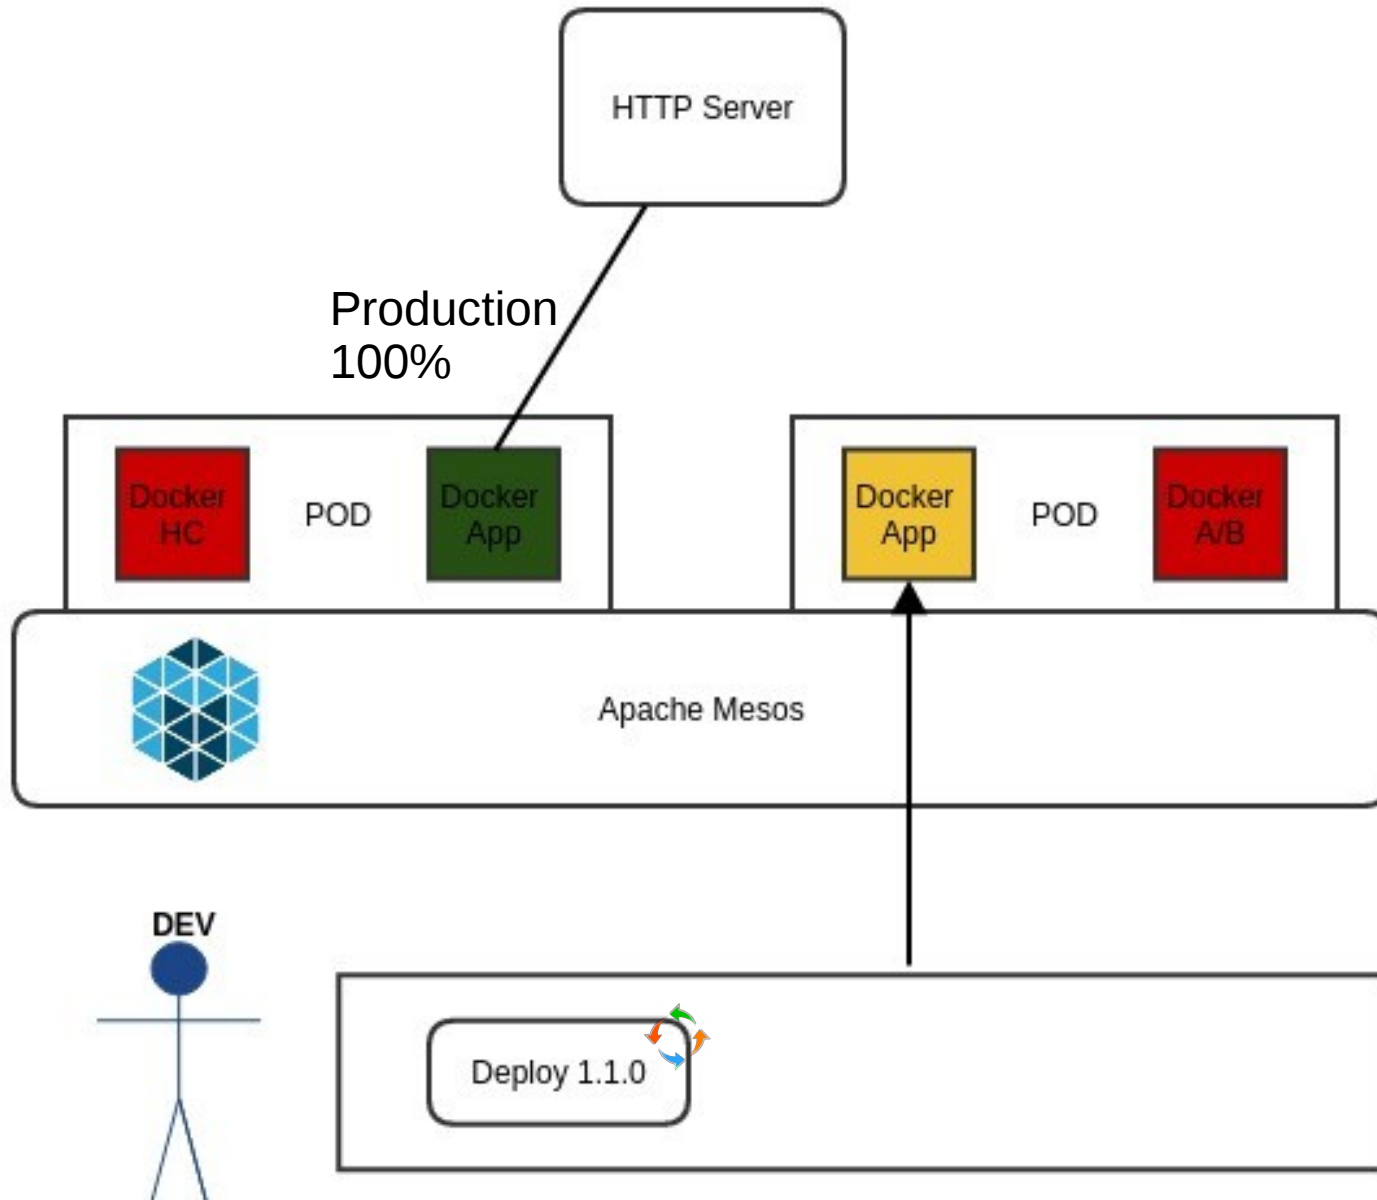 HTTP Server
Production
100%
Docker
HC
POD
Docker
App
Docker
App
POD
Docker
A/B
Apache Mesos
DEV
Deploy 1.1.0